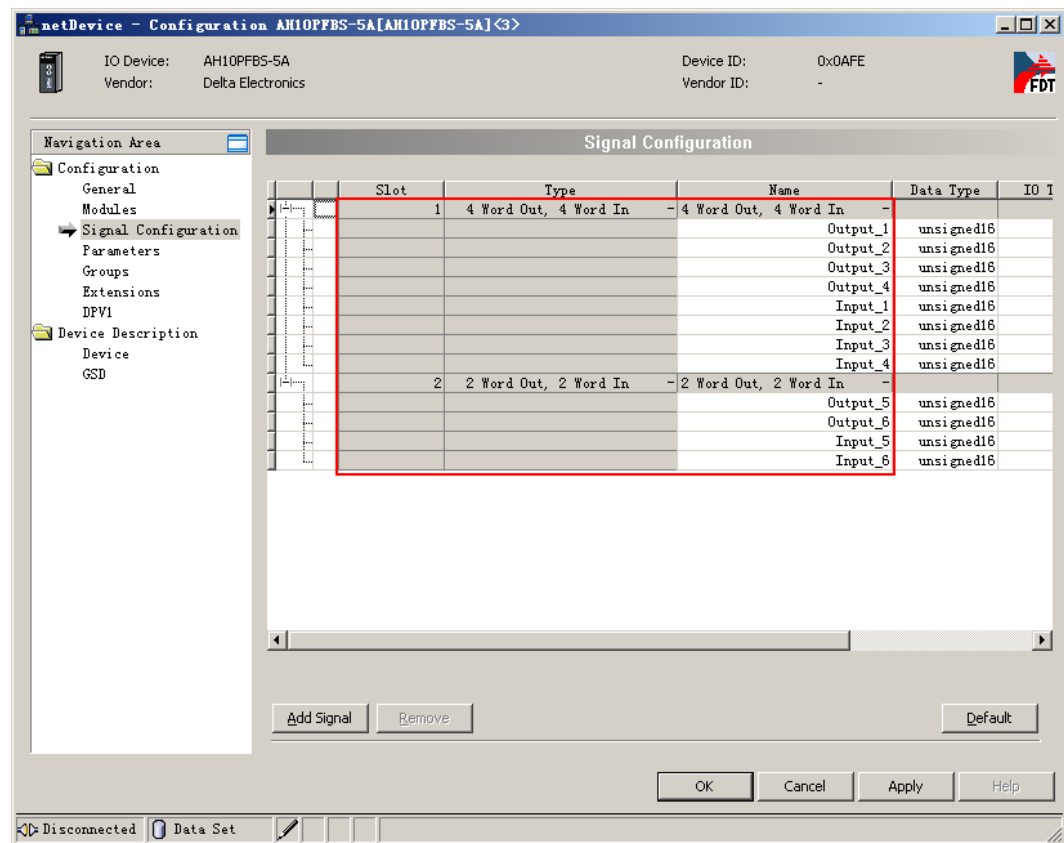 netDevice - Configuration AH10PFBS-5A[AH10PFBS-5A]<3>
IO Device: AH10PFBS-5A Device ID: 0x0AFE
Vendor: Delta Electronics Vendor ID: -
FDT
Navigation Area
Configuration
General
Modules
Signal Configuration
Parameters
Groups
Extensions
DPV1
Device Description
Device
GSD
Signal Configuration
Slot Type Name Data Type IO T
1 4 Word Out, 4 Word In - 4 Word Out, 4 Word In -
Output_1 unsigned16
Output_2 unsigned16
Output_3 unsigned16
Output_4 unsigned16
Input_1 unsigned16
Input_2 unsigned16
Input_3 unsigned16
Input_4 unsigned16
2 2 Word Out, 2 Word In - 2 Word Out, 2 Word In -
Output_5 unsigned16
Output_6 unsigned16
Input_5 unsigned16
Input_6 unsigned16
Add Signal Remove Default
OK Cancel Apply Help
Disconnected Data Set